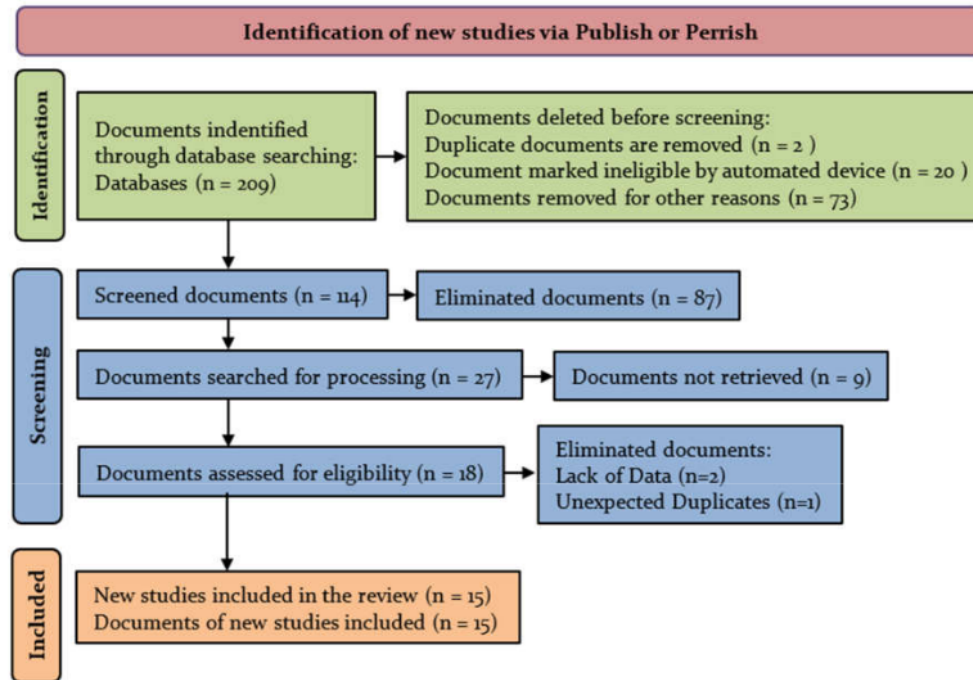 Identification of new studies via Publish or Perrish
Identification
Documents indentified
through database searching:
Databases (n = 209)
Documents deleted before screening:
Duplicate documents are removed (n = 2 )
Document marked ineligible by automated device (n = 20 )
Documents removed for other reasons (n = 73)
Screening
Screened documents (n = 114)
Eliminated documents (n = 87)
Documents searched for processing (n = 27)
Documents not retrieved (n = 9)
Documents assessed for eligibility (n = 18)
Eliminated documents:
Lack of Data (n=2)
Unexpected Duplicates (n=1)
Included
New studies included in the review (n = 15)
Documents of new studies included (n = 15)